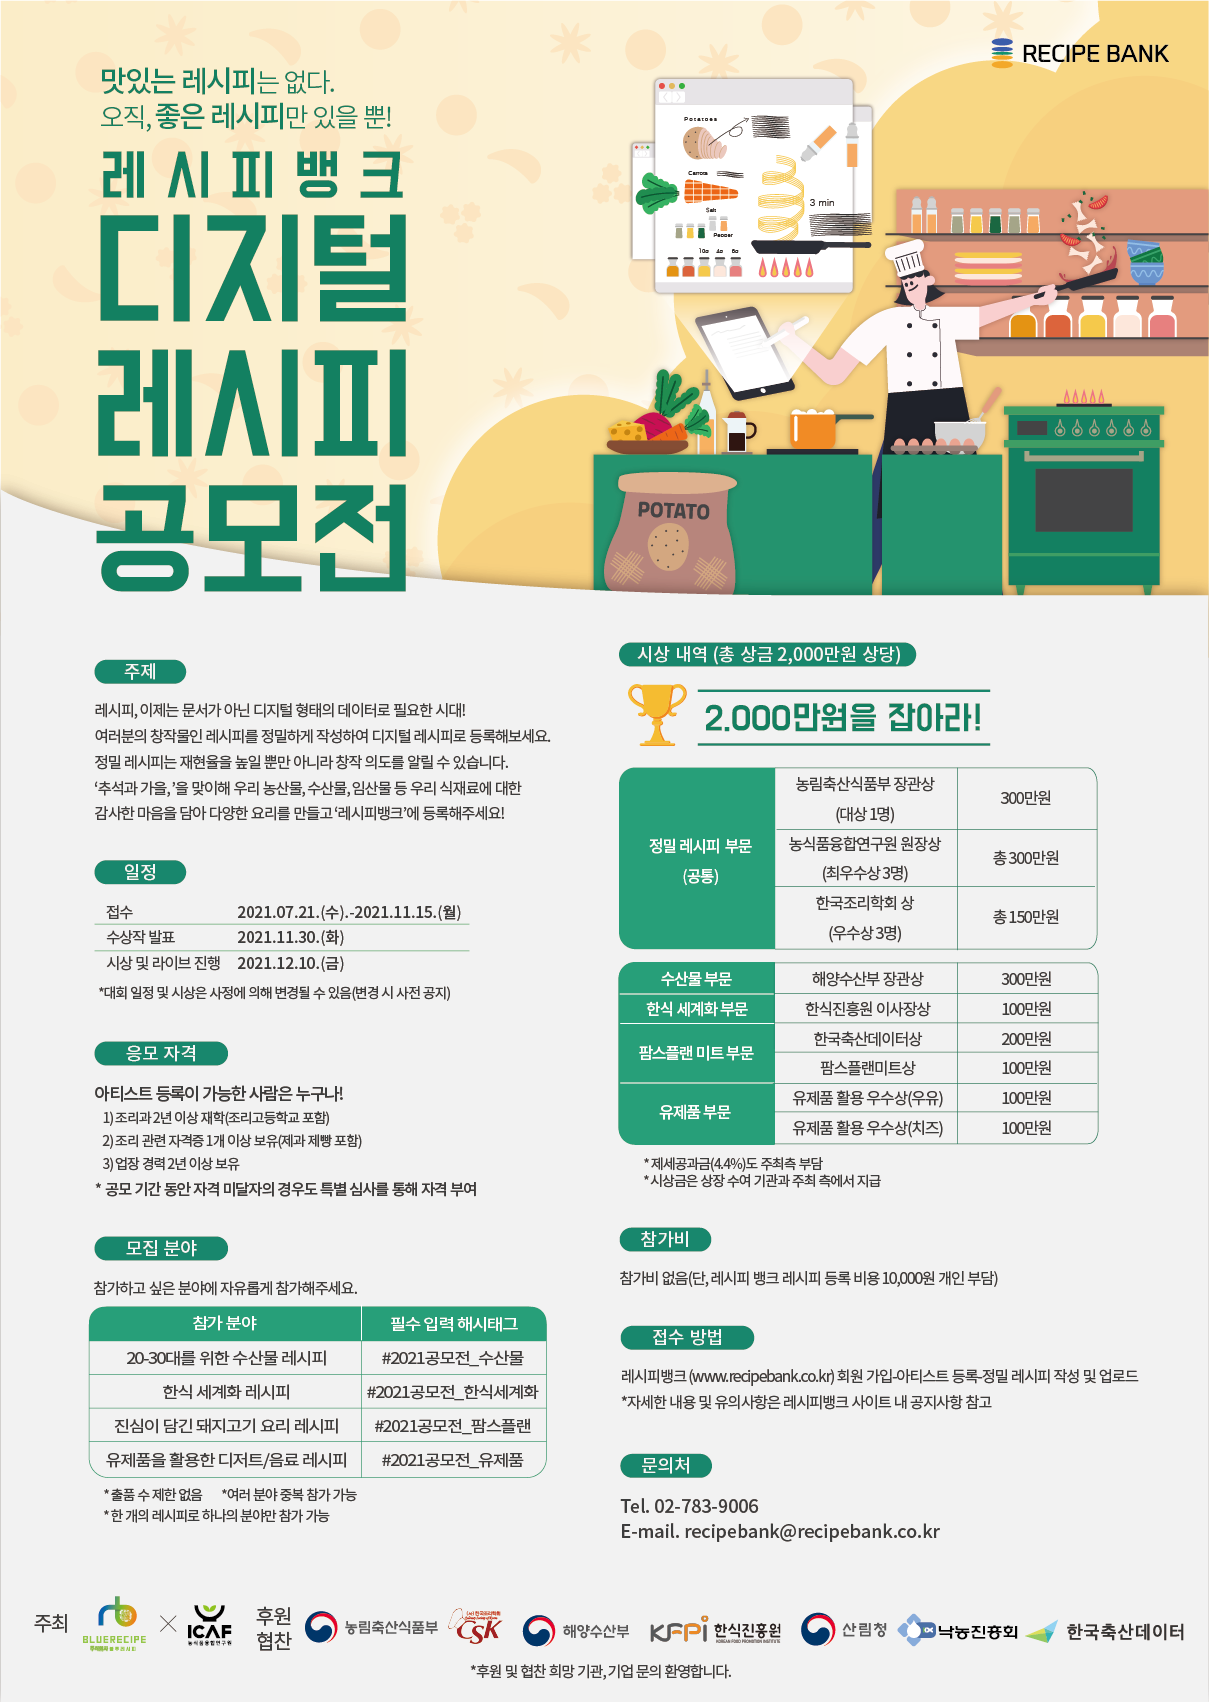 RECIPE BANK
맛있는 레시피는 없다.
오직, 좋은 레시피만 있을 뿐!
레시피뱅크
디지털
레시피
공모전
Potatoes
Carrots
Salt
Pepper
3 min
10g 4g 6g
POTATO
주제
레시피, 이제는 문서가 아닌 디지털 형태의 데이터로 필요한 시대!
여러분의 창작물인 레시피를 정밀하게 작성하여 디지털 레시피로 등록해보세요.
정밀 레시피는 재현율을 높일 뿐만 아니라 창작 의도를 알릴 수 있습니다.
‘추석과 가을, ’을 맞이해 우리 농산물, 수산물, 임산물 등 우리 식재료에 대한
감사한 마음을 담아 다양한 요리를 만들고 ‘레시피뱅크’에 등록해주세요!
일정
접수 2021.07.21.(수).-2021.11.15.(월)
수상작 발표 2021.11.30.(화)
시상 및 라이브 진행 2021.12.10.(금)
*대회 일정 및 시상은 사정에 의해 변경될 수 있음(변경 시 사전 공지)
응모 자격
아티스트 등록이 가능한 사람은 누구나!
1) 조리과 2년 이상 재학(조리고등학교 포함)
2) 조리 관련 자격증 1개 이상 보유(제과 제빵 포함)
3) 업장 경력 2년 이상 보유
* 공모 기간 동안 자격 미달자의 경우도 특별 심사를 통해 자격 부여
모집 분야
참가하고 싶은 분야에 자유롭게 참가해주세요.
참가 분야 필수 입력 해시태그
20-30대를 위한 수산물 레시피 #2021공모전_수산물
한식 세계화 레시피 #2021공모전_한식세계화
진심이 담긴 돼지고기 요리 레시피 #2021공모전_팜스플랜
유제품을 활용한 디저트/음료 레시피 #2021공모전_유제품
* 출품 수 제한 없음 *여러 분야 중복 참가 가능
* 한 개의 레시피로 하나의 분야만 참가 가능
시상 내역 (총 상금 2,000만원 상당)
2.000만원을 잡아라!
정밀 레시피 부문
(공통)
농림축산식품부 장관상
(대상 1명)
300만원
농식품융합연구원 원장상
(최우수상 3명)
총 300만원
한국조리학회 상
(우수상 3명)
총 150만원
수산물 부문 해양수산부 장관상 300만원
한식 세계화 부문 한식진흥원 이사장상 100만원
팜스플랜 미트 부문 한국축산데이터상 200만원
팜스플랜미트상 100만원
유제품 부문 유제품 활용 우수상(우유) 100만원
유제품 활용 우수상(치즈) 100만원
* 제세공과금(4.4%)도 주최측 부담
* 시상금은 상장 수여 기관과 주최 측에서 지급
참가비
참가비 없음(단, 레시피 뱅크 레시피 등록 비용 10,000원 개인 부담)
접수 방법
레시피뱅크 (www.recipebank.co.kr) 회원 가입-아티스트 등록-정밀 레시피 작성 및 업로드
*자세한 내용 및 유의사항은 레시피뱅크 사이트 내 공지사항 참고
문의처
Tel. 02-783-9006
E-mail. recipebank@recipebank.co.kr
주최
BLUERECIPE
ICAF
농식품융합연구원
후원
협찬
농림축산식품부
(사)한국조리학회
CSK
해양수산부
KFPi 한식진흥원
KOREAN FOOD PROMOTION INSTITUTE
산림청
낙농진흥회
한국축산데이터
*후원 및 협찬 희망 기관, 기업 문의 환영합니다.